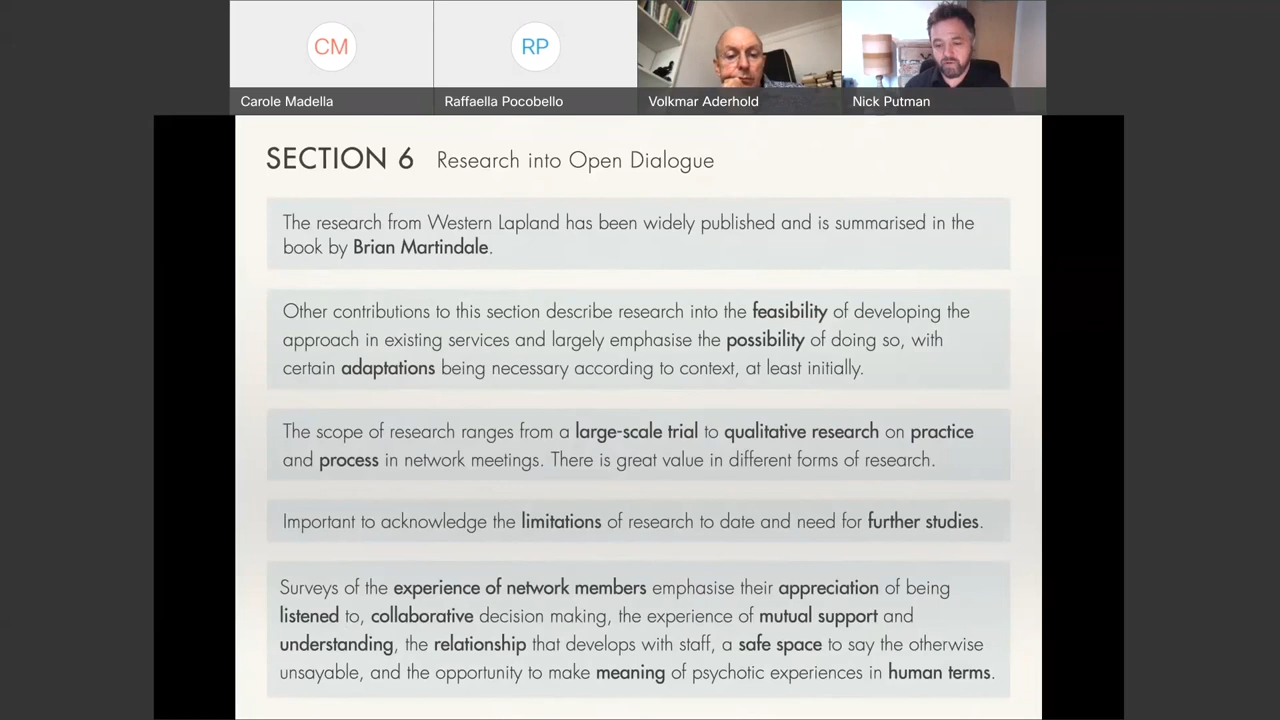 CM
RP
Carole Madella
Raffaella Pocobello
Volkmar Aderhold
Nick Putman
SECTION 6 Research into Open Dialogue
The research from Western Lapland has been widely published and is summarised in the
book by Brian Martindale.
Other contributions to this section describe research into the feasibility of developing the
approach in existing services and largely emphasise the possibility of doing so, with
certain adaptations being necessary according to context, at least initially.
The scope of research ranges from a large-scale trial to qualitative research on practice
and process in network meetings. There is great value in different forms of research.
Important to acknowledge the limitations of research to date and need for further studies.
Surveys of the experience of network members emphasise their appreciation of being
listened to, collaborative decision making, the experience of mutual support and
understanding, the relationship that develops with staff, a safe space to say the otherwise
unsayable, and the opportunity to make meaning of psychotic experiences in human terms.